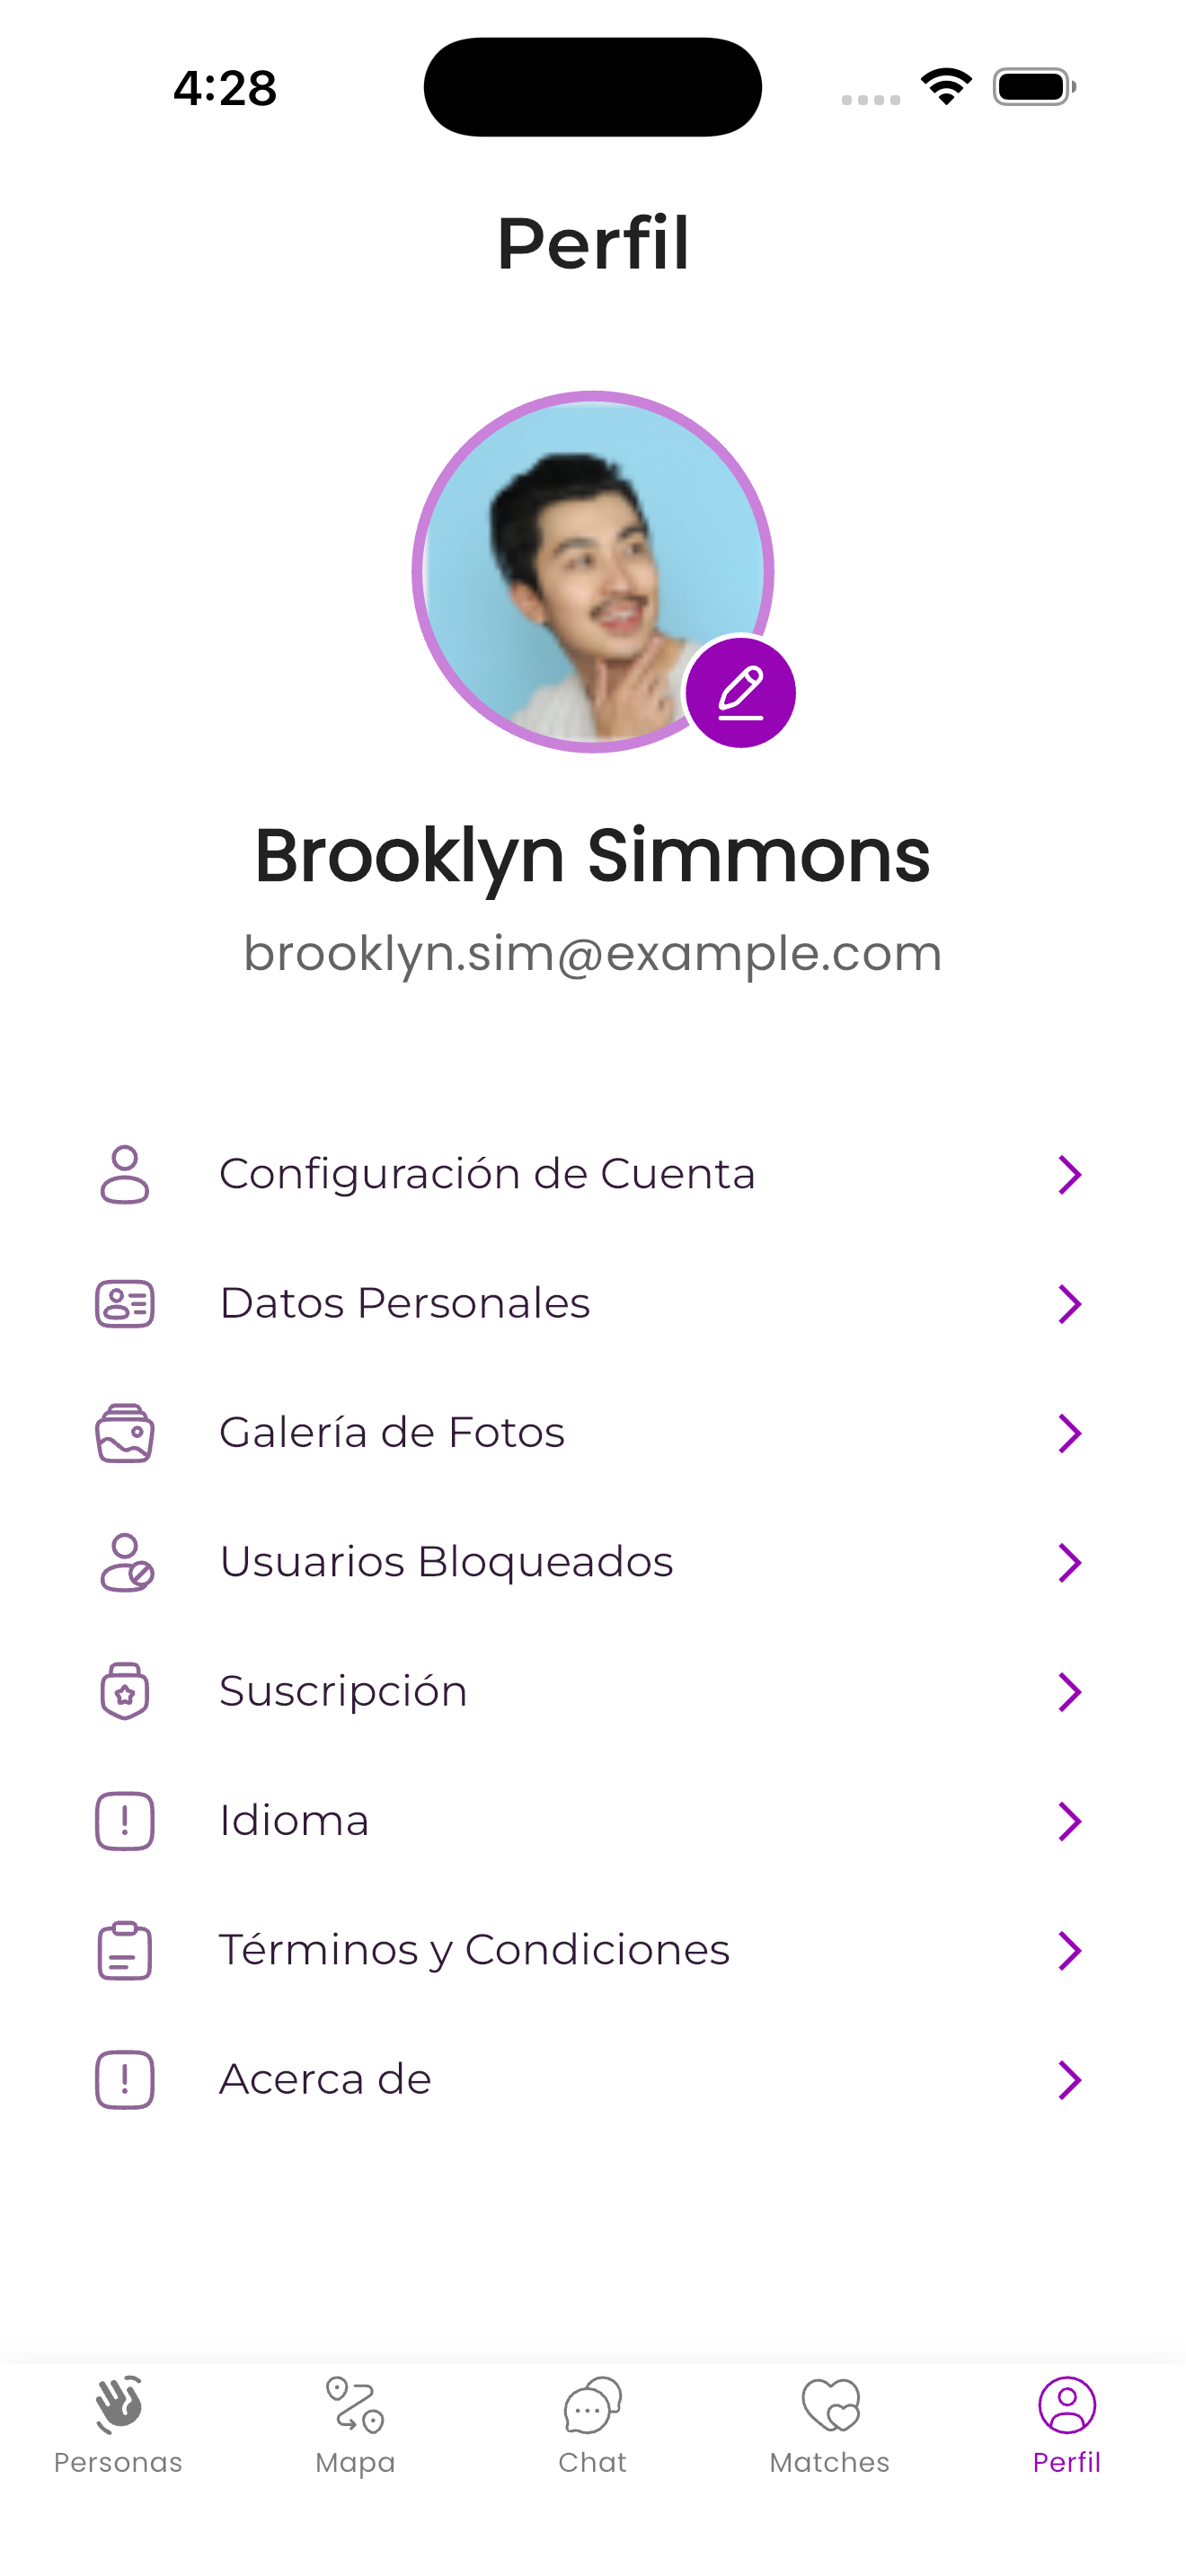 4:28
Perfil
Brooklyn Simmons
brooklyn.sim@example.com
Configuración de Cuenta
Datos Personales
Galería de Fotos
Usuarios Bloqueados
Suscripción
Idioma
Términos y Condiciones
Acerca de
Personas
Mapa
Chat
Matches
Perfil